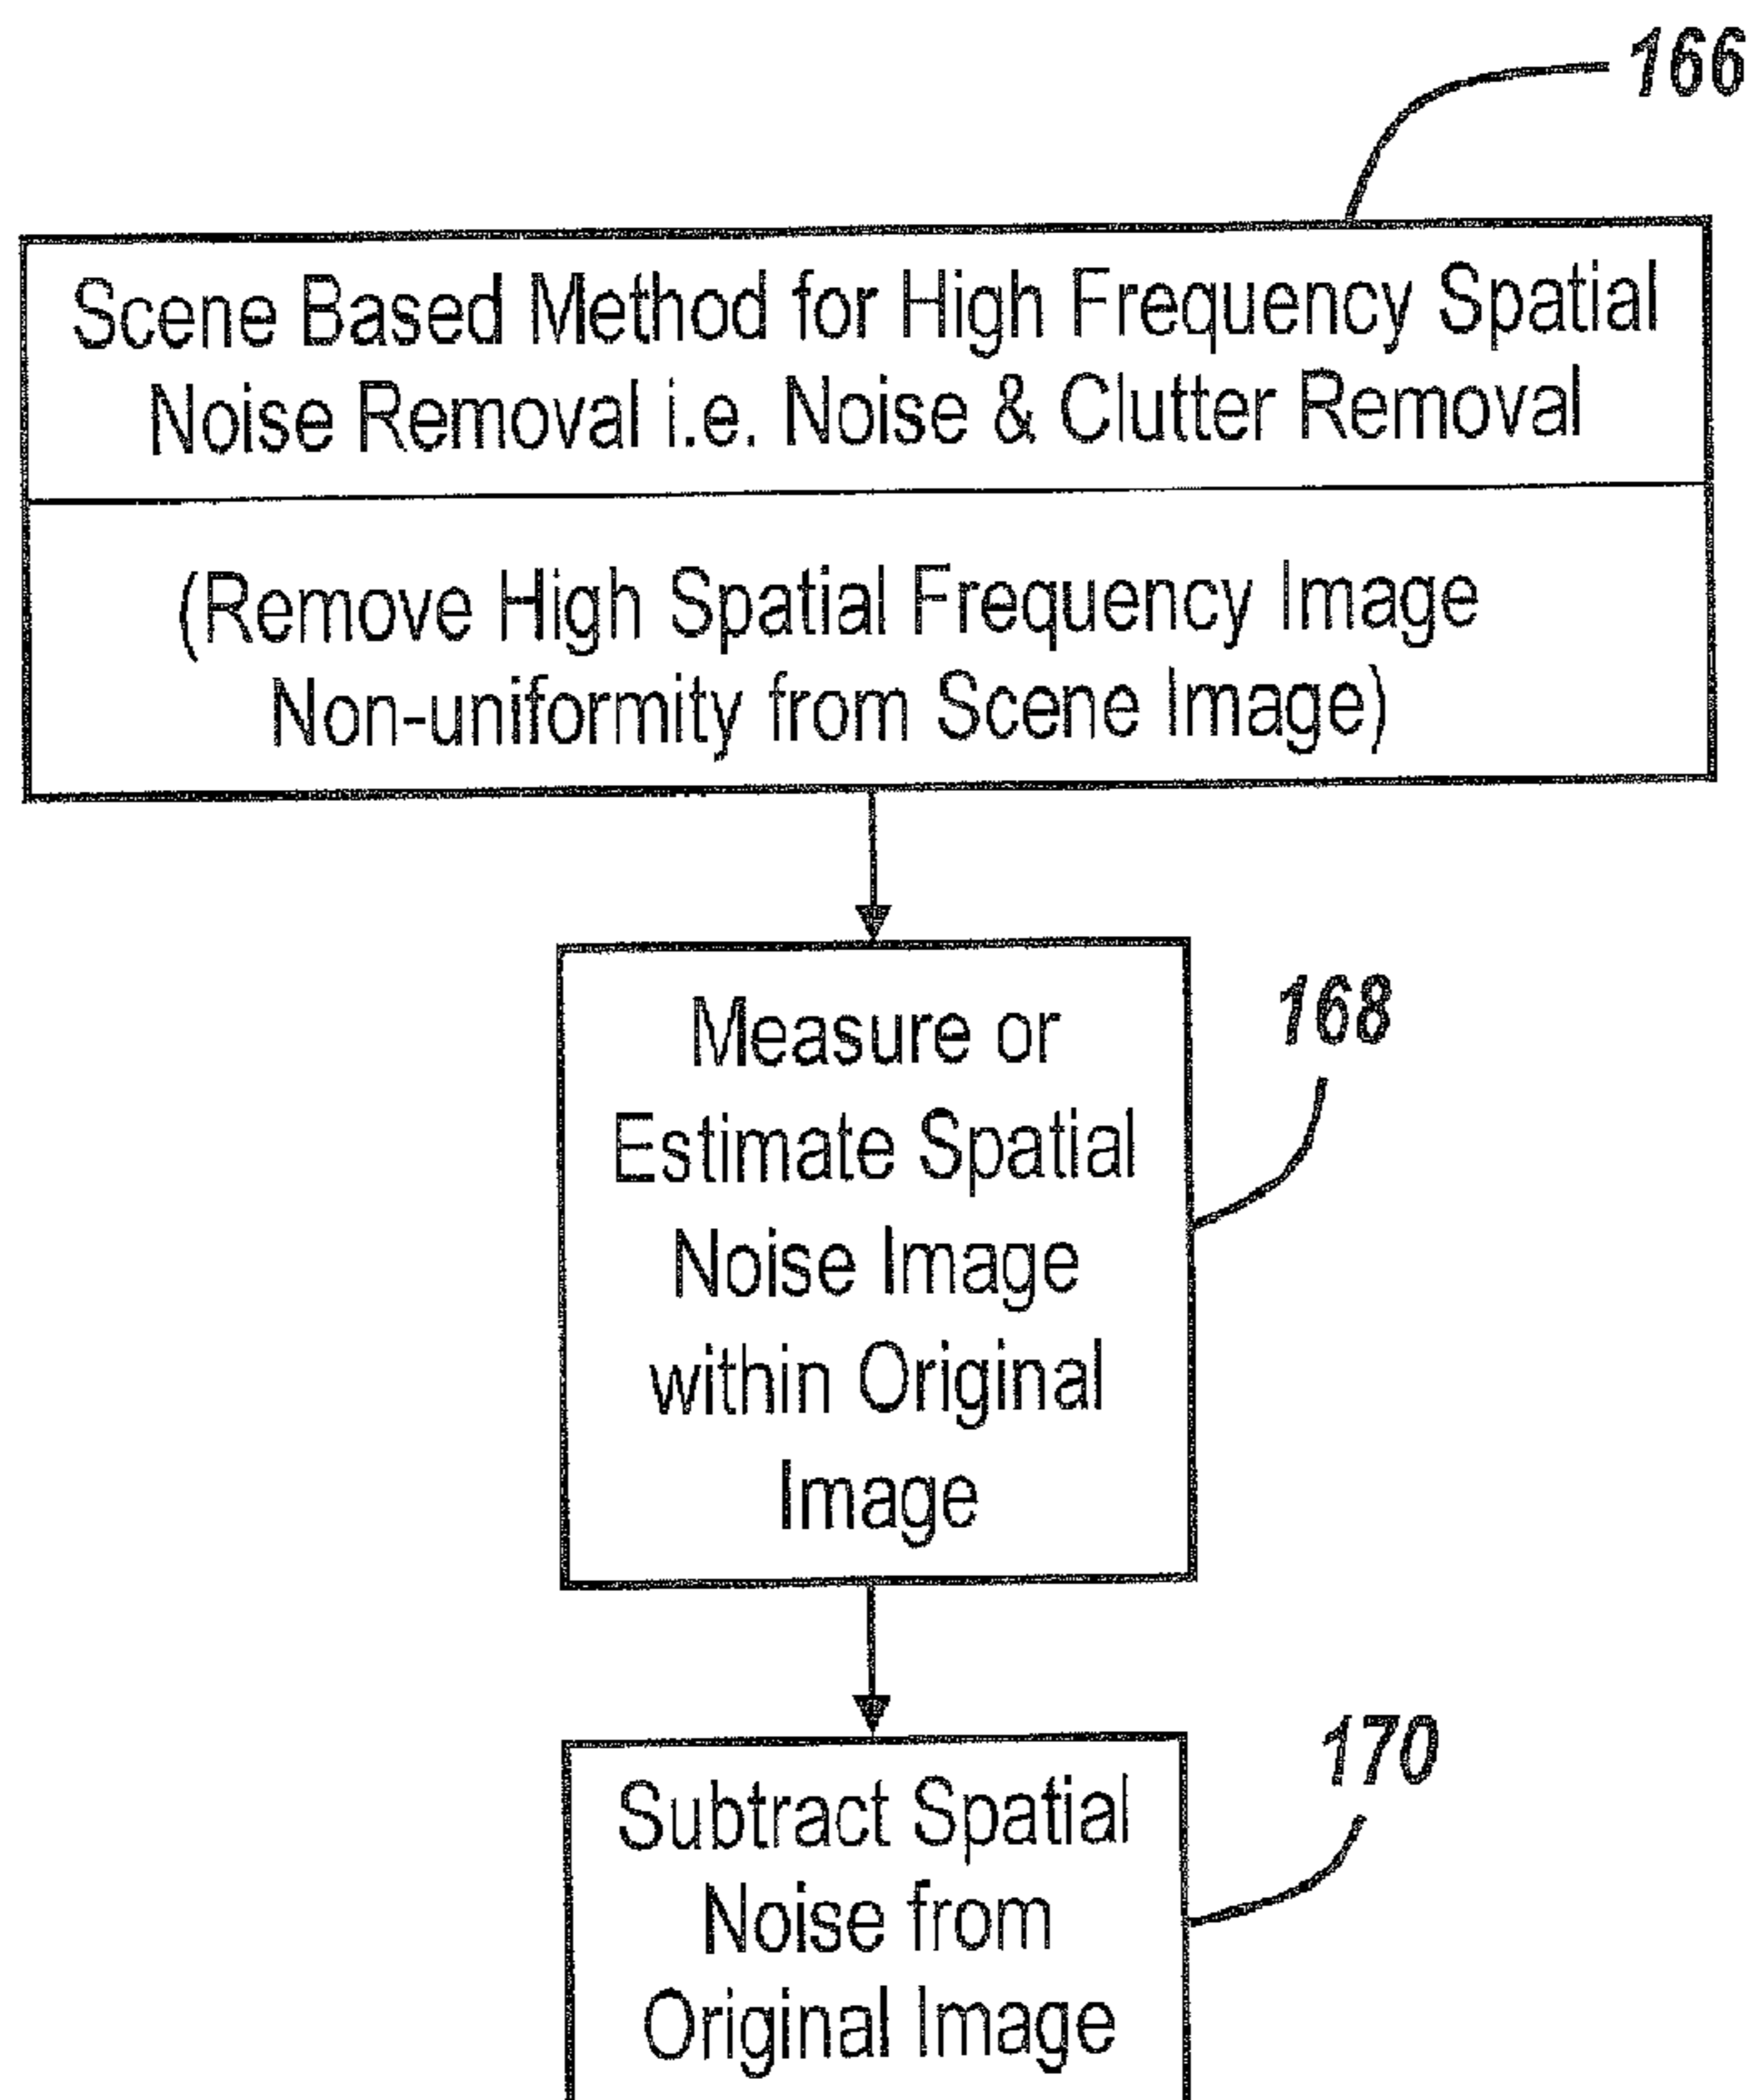 166
Scene Based Method for High Frequency Spatial
Noise Removal i.e. Noise & Clutter Removal
(Remove High Spatial Frequency Image
Non-uniformity from Scene Image)
168
Measure or
Estimate Spatial
Noise Image
within Original
Image
170
Subtract Spatial
Noise from
Original Image